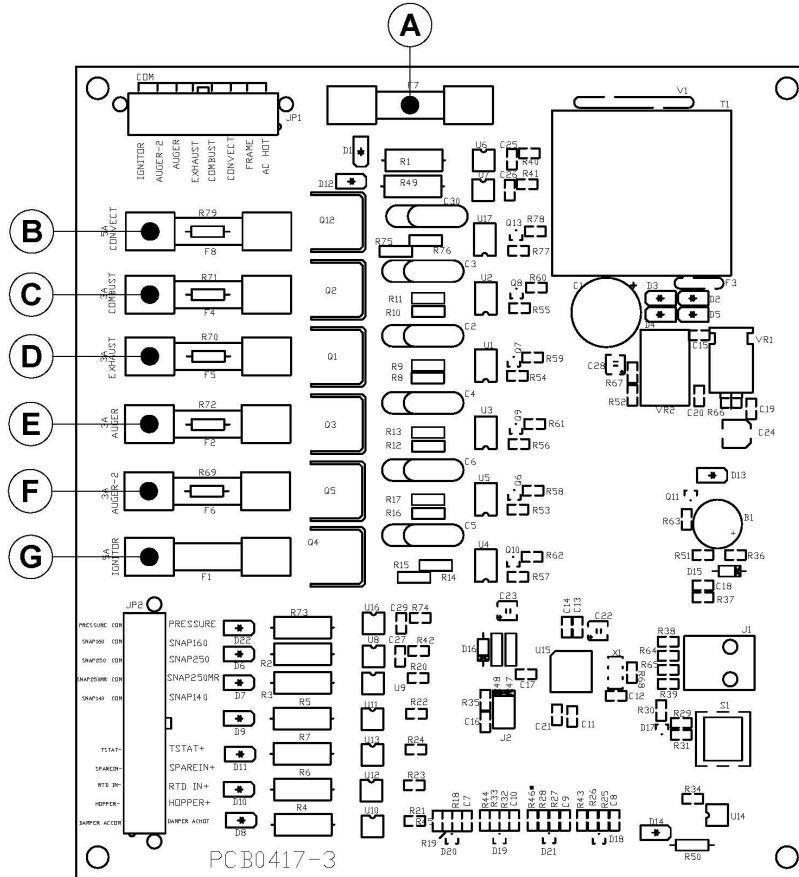 A
COM
F7
V1
T1
JP1
IGNITOR
AUGER-2
AUGER
EXHAUST
COMBUST
CONVECT
FRAME
AC HOT
D1
R1
U6
C25
R40
D12
R49
U7
C26
R41
B
5A
CONVECT
R79
F8
Q12
C30
R75
R76
U17
Q13
R78
R77
C
3A
COMBUST
R71
F4
Q2
C3
R11
R10
U2
Q8
R60
R55
C1
+
D3
D2
D4
D5
F3
D
3A
EXHAUST
R70
F5
Q1
C2
R9
R8
U1
Q7
R59
R54
C28
R67
R52
VR2
C15
VR1
C20
R66
C19
C24
E
3A
AUGER
R72
F2
Q3
C4
R13
R12
U3
Q9
R61
R56
F
3A
AUGER-2
R69
F6
Q5
C6
R17
R16
U5
Q6
R58
R53
D13
Q11
R63
B1
+
R51
R36
G
5A
IGNITOR
F1
Q4
C5
R15
R14
U4
Q10
R62
R57
D15
C18
R37
JP2
PRESSURE COM
PRESSURE
D22
R73
U16
C29
R74
SNAP160 COM
SNAP160
D6
R2
U8
C27
R42
SNAP250 COM
SNAP250
SNAP250MR COM
SNAP250MR
D7
R3
U9
R20
SNAP140 COM
SNAP140
D9
R5
U11
R22
TSTAT-
TSTAT+
D11
R7
U13
R24
SPAREIN-
SPAREIN+
RTD IN-
RTD IN+
D10
R6
U12
R23
HOPPER-
HOPPER+
DAMPER ACCOM
DAMPER ACHOT
D8
R4
U10
R21
C23
D16
R48
R47
C17
R35
C16
J2
U15
C14
C13
C22
X1
R68
C12
C21
C11
R38
R64
R65
R39
J1
R30
D17
R29
R31
S1
R45
R18
C7
R19
D20
R44
R33
R32
C10
D19
R46
R28
R27
C9
D21
R43
R26
R25
C8
D18
R34
U14
D14
R50
PCB0417-3